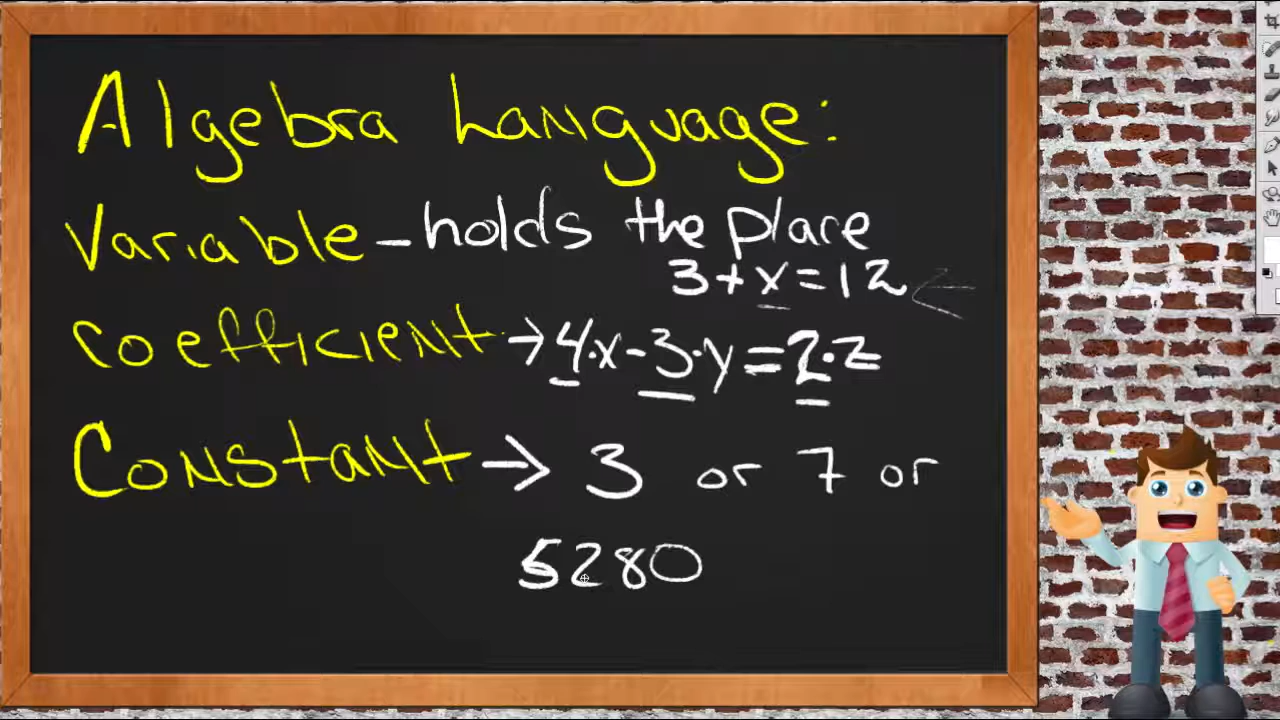 Algebra Language:
Variable - holds the place
3+x=12
coefficient → 4·x-3·y=2·z
Constant → 3 or 7 or
5280